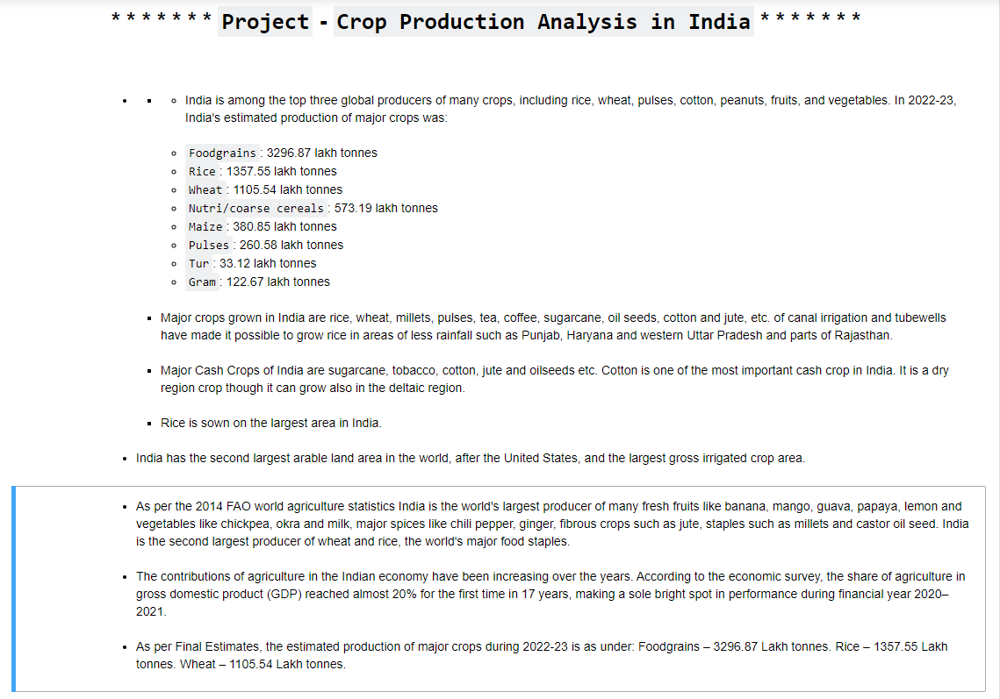 * * * * * * * Project - Crop Production Analysis in India * * * * * * *
India is among the top three global producers of many crops, including rice, wheat, pulses, cotton, peanuts, fruits, and vegetables. In 2022-23,
India's estimated production of major crops was:
Foodgrains : 3296.87 lakh tonnes
Rice : 1357.55 lakh tonnes
Wheat : 1105.54 lakh tonnes
Nutri/coarse cereals : 573.19 lakh tonnes
Maize : 380.85 lakh tonnes
Pulses : 260.58 lakh tonnes
Tur : 33.12 lakh tonnes
Gram : 122.67 lakh tonnes
Major crops grown in India are rice, wheat, millets, pulses, tea, coffee, sugarcane, oil seeds, cotton and jute, etc. of canal irrigation and tubewells
have made it possible to grow rice in areas of less rainfall such as Punjab, Haryana and western Uttar Pradesh and parts of Rajasthan.
Major Cash Crops of India are sugarcane, tobacco, cotton, jute and oilseeds etc. Cotton is one of the most important cash crop in India. It is a dry
region crop though it can grow also in the deltaic region.
Rice is sown on the largest area in India.
India has the second largest arable land area in the world, after the United States, and the largest gross irrigated crop area.
As per the 2014 FAO world agriculture statistics India is the world's largest producer of many fresh fruits like banana, mango, guava, papaya, lemon and
vegetables like chickpea, okra and milk, major spices like chili pepper, ginger, fibrous crops such as jute, staples such as millets and castor oil seed. India
is the second largest producer of wheat and rice, the world's major food staples.
The contributions of agriculture in the Indian economy have been increasing over the years. According to the economic survey, the share of agriculture in
gross domestic product (GDP) reached almost 20% for the first time in 17 years, making a sole bright spot in performance during financial year 2020–
2021.
As per Final Estimates, the estimated production of major crops during 2022-23 is as under: Foodgrains – 3296.87 Lakh tonnes. Rice – 1357.55 Lakh
tonnes. Wheat – 1105.54 Lakh tonnes.